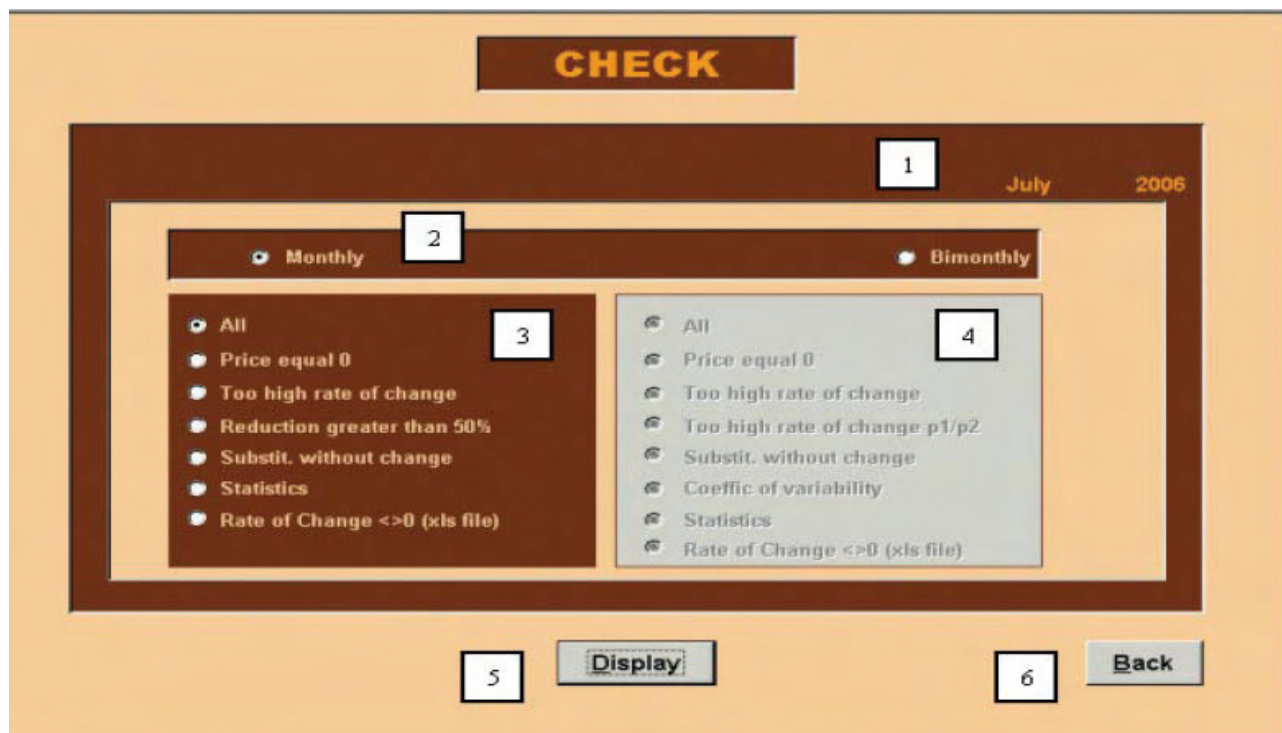 CHECK
1
July 2006
2
Monthly Bimonthly
3
All
Price equal 0
Too high rate of change
Reduction greater than 50%
Substit. without change
Statistics
Rate of Change <>0 (xls file)
4
All
Price equal 0
Too high rate of change
Too high rate of change p1/p2
Substit. without change
Coeffic of variability
Statistics
Rate of Change <>0 (xls file)
5
Display
6
Back